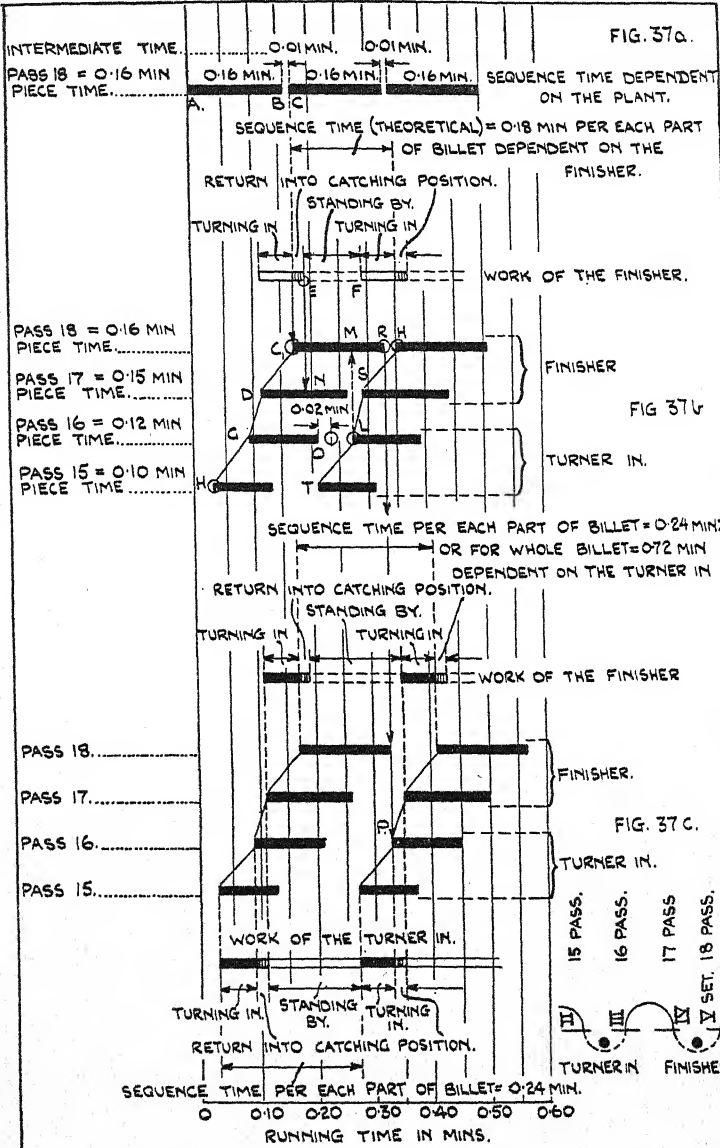 FIG. 37a.
INTERMEDIATE TIME.......... 0·01 MIN. 0·01 MIN.
PASS 18 = 0·16 MIN 0·16 MIN. 0·16 MIN. 0·16 MIN. SEQUENCE TIME DEPENDENT
PIECE TIME.......... ON THE PLANT.
A. B C
SEQUENCE TIME (THEORETICAL) = 0·18 MIN PER EACH PART
OF BILLET DEPENDENT ON THE
FINISHER.
RETURN INTO CATCHING POSITION.
STANDING BY.
TURNING IN TURNING IN
E F WORK OF THE FINISHER.
PASS 18 = 0·16 MIN
PIECE TIME.......... C M R H
FINISHER
PASS 17 = 0·15 MIN
PIECE TIME.......... D N S
FIG 37b
PASS 16 = 0·12 MIN 0·02 MIN
PIECE TIME.......... G O L
TURNER IN.
PASS 15 = 0·10 MIN
PIECE TIME.......... H T
SEQUENCE TIME PER EACH PART OF BILLET = 0·24 MINS
OR FOR WHOLE BILLET = 0·72 MIN
DEPENDENT ON THE TURNER IN
RETURN INTO CATCHING POSITION.
STANDING BY.
TURNING IN TURNING IN
WORK OF THE FINISHER
PASS 18..........
FINISHER.
PASS 17..........
P.
FIG. 37 C.
PASS 16..........
TURNER IN.
PASS 15..........
WORK OF THE TURNER IN.
TURNING IN. STANDING BY. TURNING IN.
RETURN INTO CATCHING POSITION.
15 PASS. 16 PASS. 17 PASS 18 PASS.
II III IV V SET.
TURNER IN FINISHE
SEQUENCE TIME PER EACH PART OF BILLET = 0·24 MIN.
0 0·10 0·20 0·30 0·40 0·50 0·60
RUNNING TIME IN MINS.